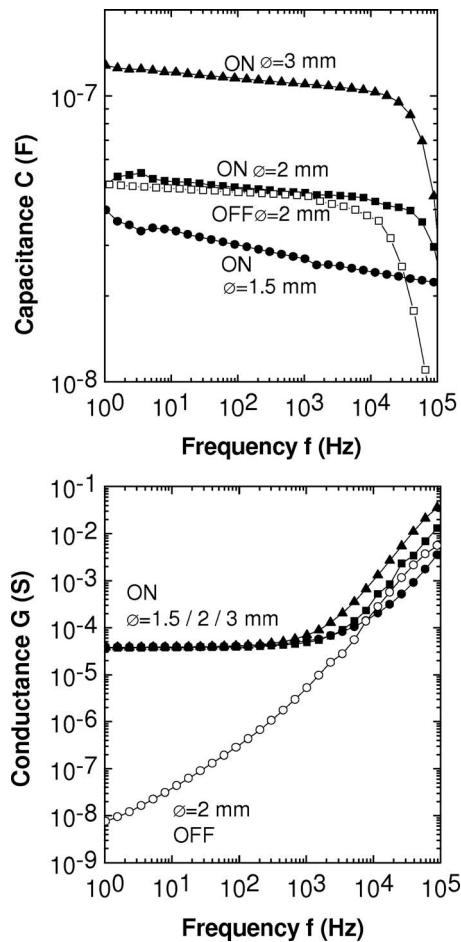 10⁻⁷
10⁻⁸
Capacitance C (F)
ON ⌀=3 mm
ON ⌀=2 mm
OFF⌀=2 mm
ON
⌀=1.5 mm
10⁰ 10¹ 10² 10³ 10⁴ 10⁵
Frequency f (Hz)
10⁻¹
10⁻²
10⁻³
10⁻⁴
10⁻⁵
10⁻⁶
10⁻⁷
10⁻⁸
10⁻⁹
Conductance G (S)
ON
⌀=1.5 / 2 / 3 mm
⌀=2 mm
OFF
10⁰ 10¹ 10² 10³ 10⁴ 10⁵
Frequency f (Hz)